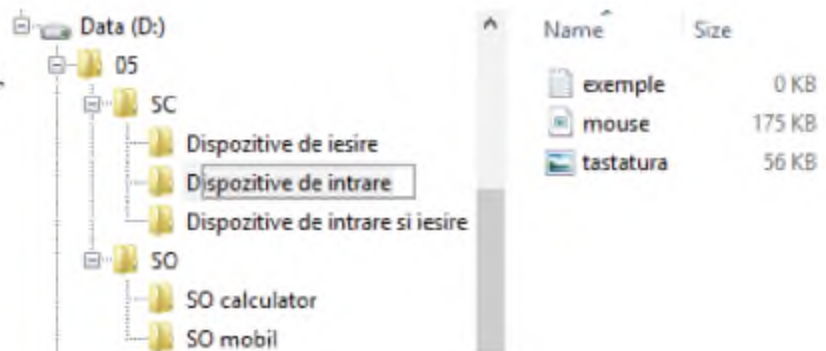 Data (D:)
05
SC
Dispozitive de iesire
Dispozitive de intrare
Dispozitive de intrare si iesire
SO
SO calculator
SO mobil
Name Size
exemple 0 KB
mouse 175 KB
tastatura 56 KB